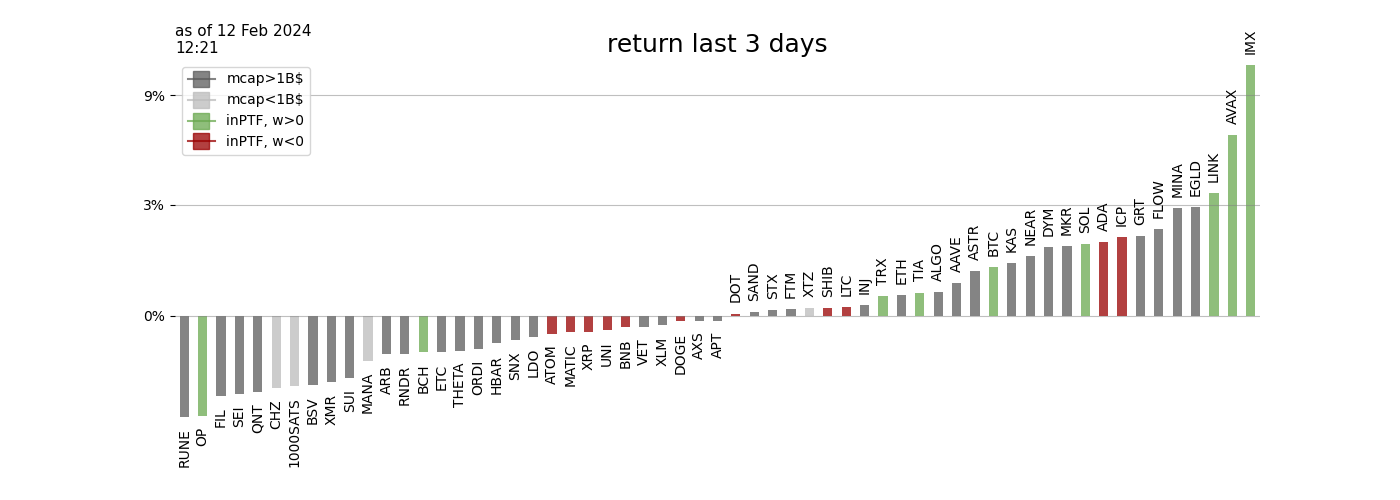 as of 12 Feb 2024
12:21
return last 3 days
mcap>1B$
mcap<1B$
inPTF, w>0
inPTF, w<0
9%
3%
0%
RUNE
OP
FIL
SEI
QNT
CHZ
1000SATS
BSV
XMR
SUI
MANA
ARB
RNDR
BCH
ETC
THETA
ORDI
HBAR
SNX
LDO
ATOM
MATIC
XRP
UNI
BNB
VET
XLM
DOGE
AXS
APT
DOT
SAND
STX
FTM
XTZ
SHIB
LTC
INJ
TRX
ETH
TIA
ALGO
AAVE
ASTR
BTC
KAS
NEAR
DYM
MKR
SOL
ADA
ICP
GRT
FLOW
MINA
EGLD
LINK
AVAX
IMX